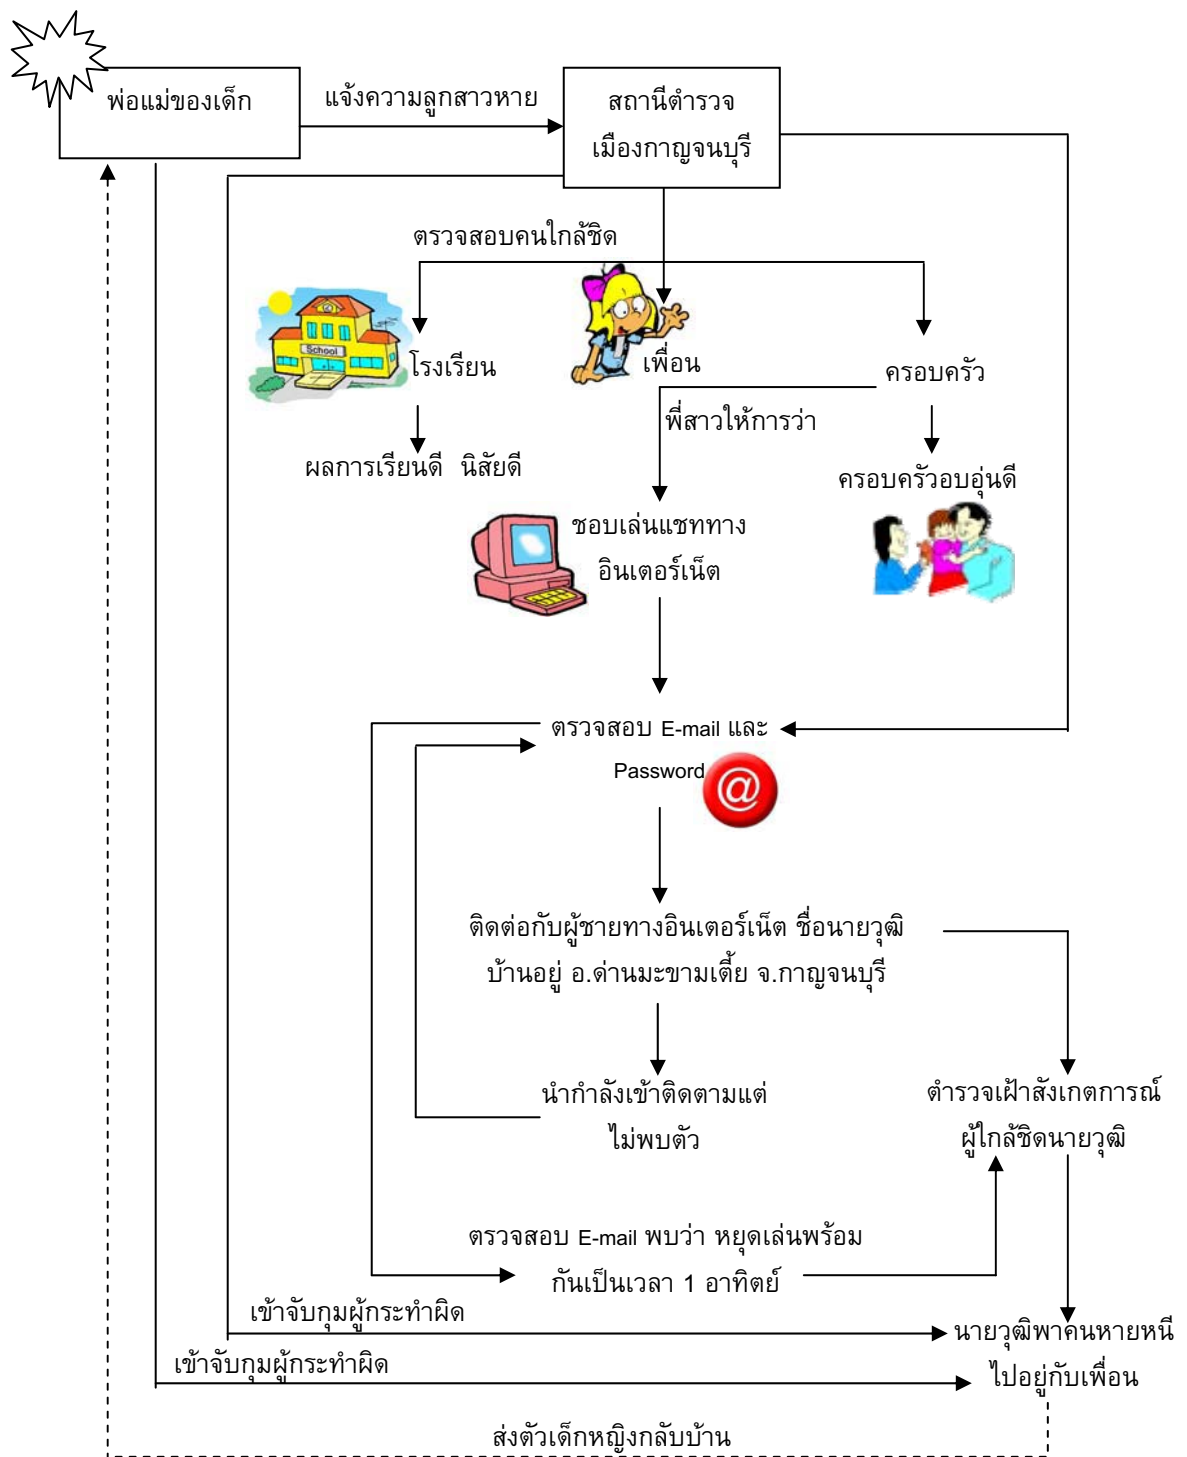 พ่อแม่ของเด็ก
แจ้งความลูกสาวหาย
สถานีตำรวจ
เมืองกาญจนบุรี
ตรวจสอบคนใกล้ชิด
School
โรงเรียน
เพื่อน
ครอบครัว
พี่สาวให้การว่า
ผลการเรียนดี นิสัยดี
ครอบครัวอบอุ่นดี
ชอบเล่นแชททาง
อินเตอร์เน็ต
ตรวจสอบ E-mail และ
Password
@
ติดต่อกับผู้ชายทางอินเตอร์เน็ต ชื่อนายวุฒิ
บ้านอยู่ อ.ด่านมะขามเตี้ย จ.กาญจนบุรี
นำกำลังเข้าติดตามแต่
ไม่พบตัว
ตำรวจเฝ้าสังเกตการณ์
ผู้ใกล้ชิดนายวุฒิ
ตรวจสอบ E-mail พบว่า หยุดเล่นพร้อม
กันเป็นเวลา 1 อาทิตย์
เข้าจับกุมผู้กระทำผิด
นายวุฒิพาคนหายหนี
ไปอยู่กับเพื่อน
เข้าจับกุมผู้กระทำผิด
ส่งตัวเด็กหญิงกลับบ้าน